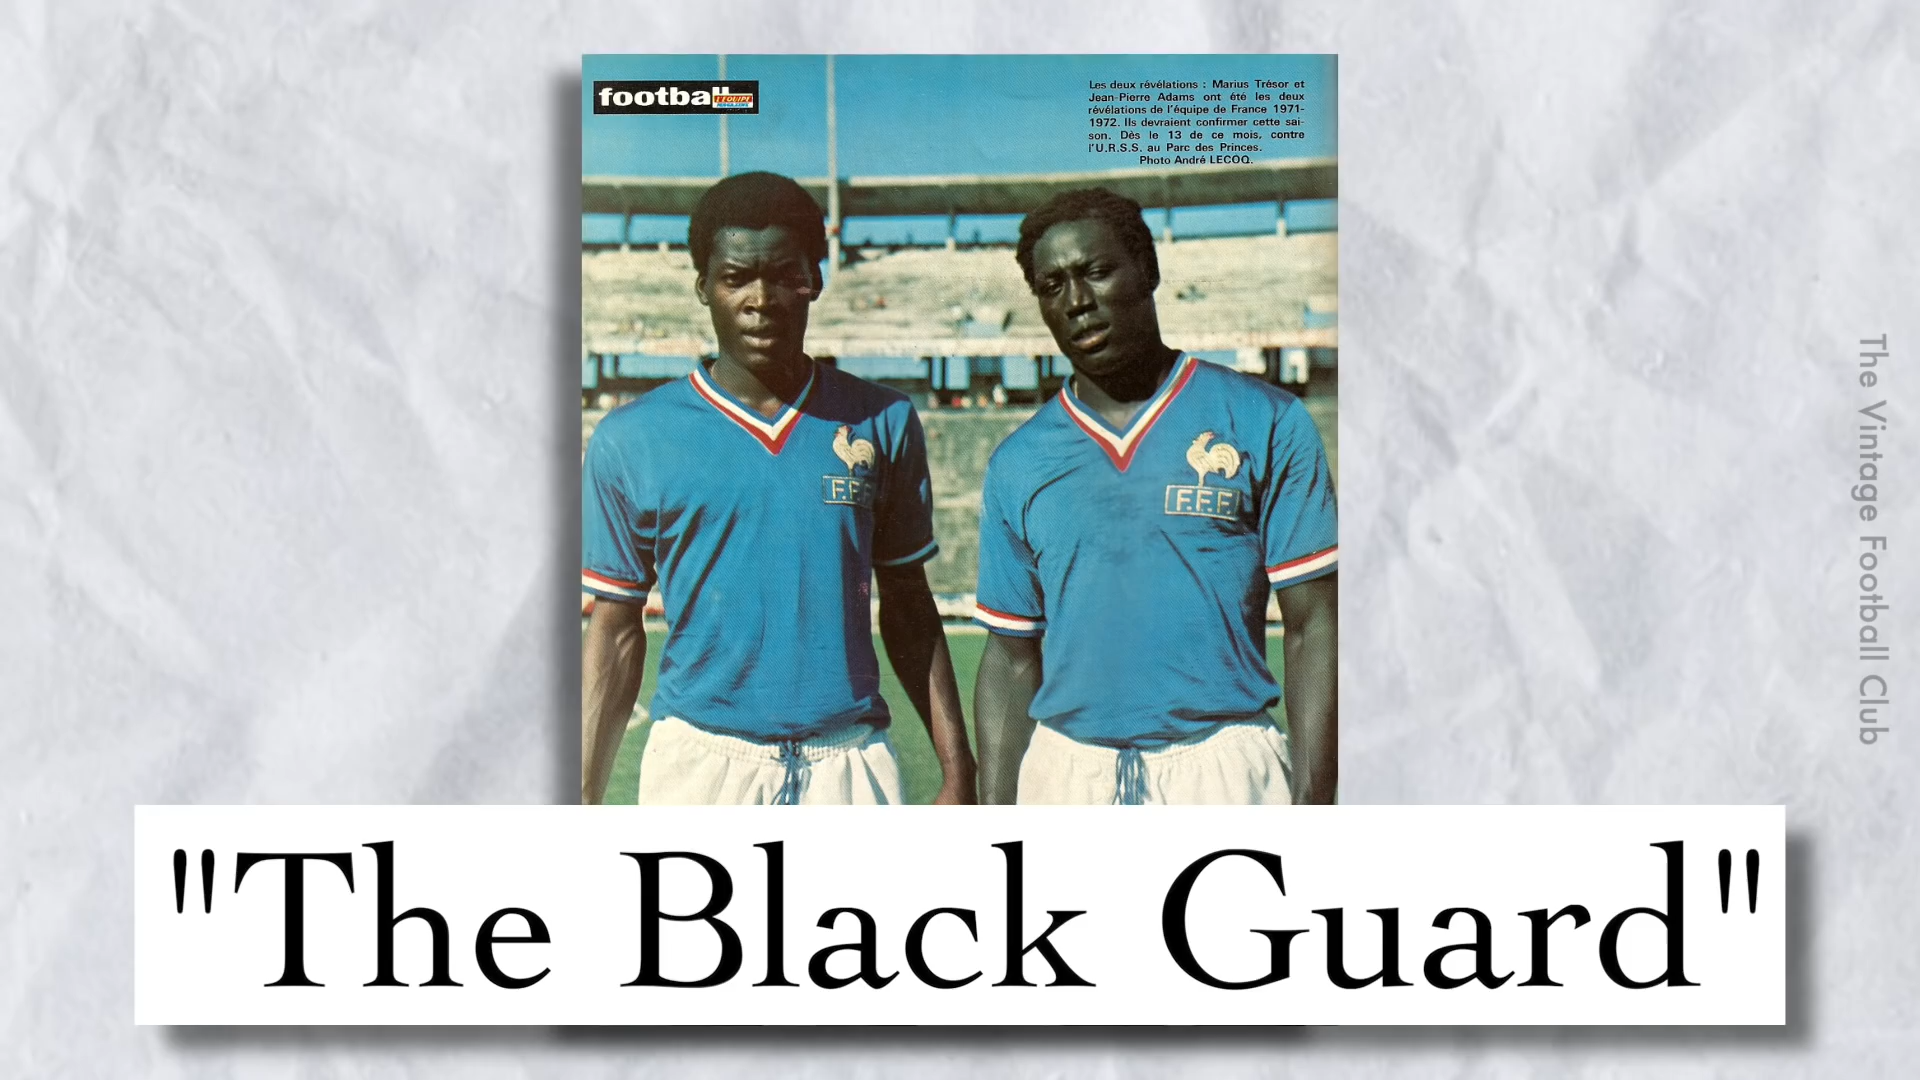 football
L'EQUIPE
Les deux révélations : Marius Trésor et
Jean-Pierre Adams ont été les deux
révélations de l'équipe de France 1971-
1972. Ils devraient confirmer cette sai-
son. Dès le 13 de ce mois, contre
l'U.R.S.S. au Parc des Princes.
Photo André LECOQ.
F.F.F.
F.F.F.
The Vintage Football Club
"The Black Guard"